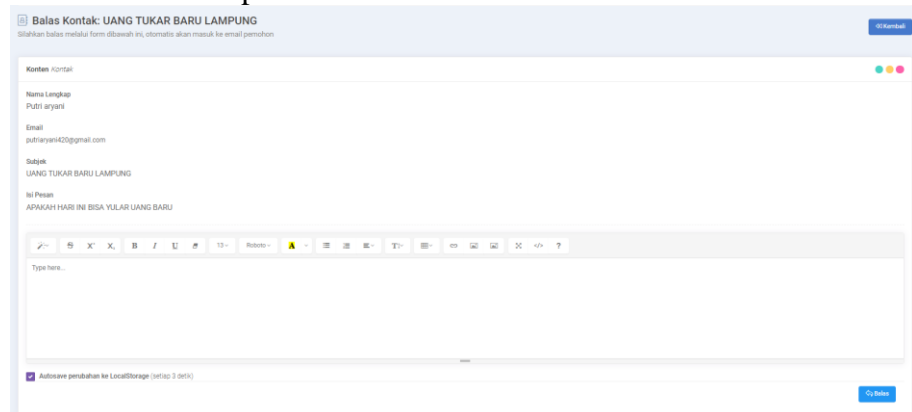 Balas Kontak: UANG TUKAR BARU LAMPUNG
Silahkan balas melalui form dibawah ini, otomatis akan masuk ke email pemohon
Kembali
Konten Kontak
Nama Lengkap
Putri aryani
Email
putriaryani420@gmail.com
Subjek
UANG TUKAR BARU LAMPUNG
Isi Pesan
APAKAH HARI INI BISA YULAR UANG BARU
B I U 13 Roboto A ?
Type here...
Autosave perubahan ke LocalStorage (setiap 3 detik)
Balas